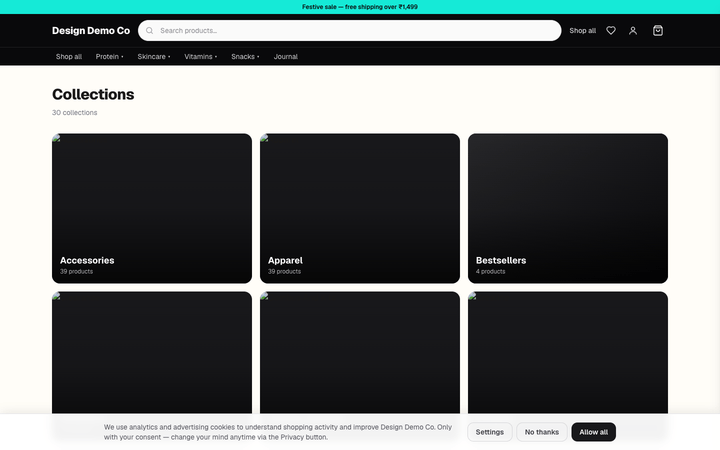 Festive sale — free shipping over ₹1,499
Design Demo Co
Search products...
Shop all
Shop all
Protein
Skincare
Vitamins
Snacks
Journal
Collections
30 collections
Accessories
39 products
Apparel
39 products
Bestsellers
4 products
We use analytics and advertising cookies to understand shopping activity and improve Design Demo Co. Only
with your consent — change your mind anytime via the Privacy button.
Settings
No thanks
Allow all